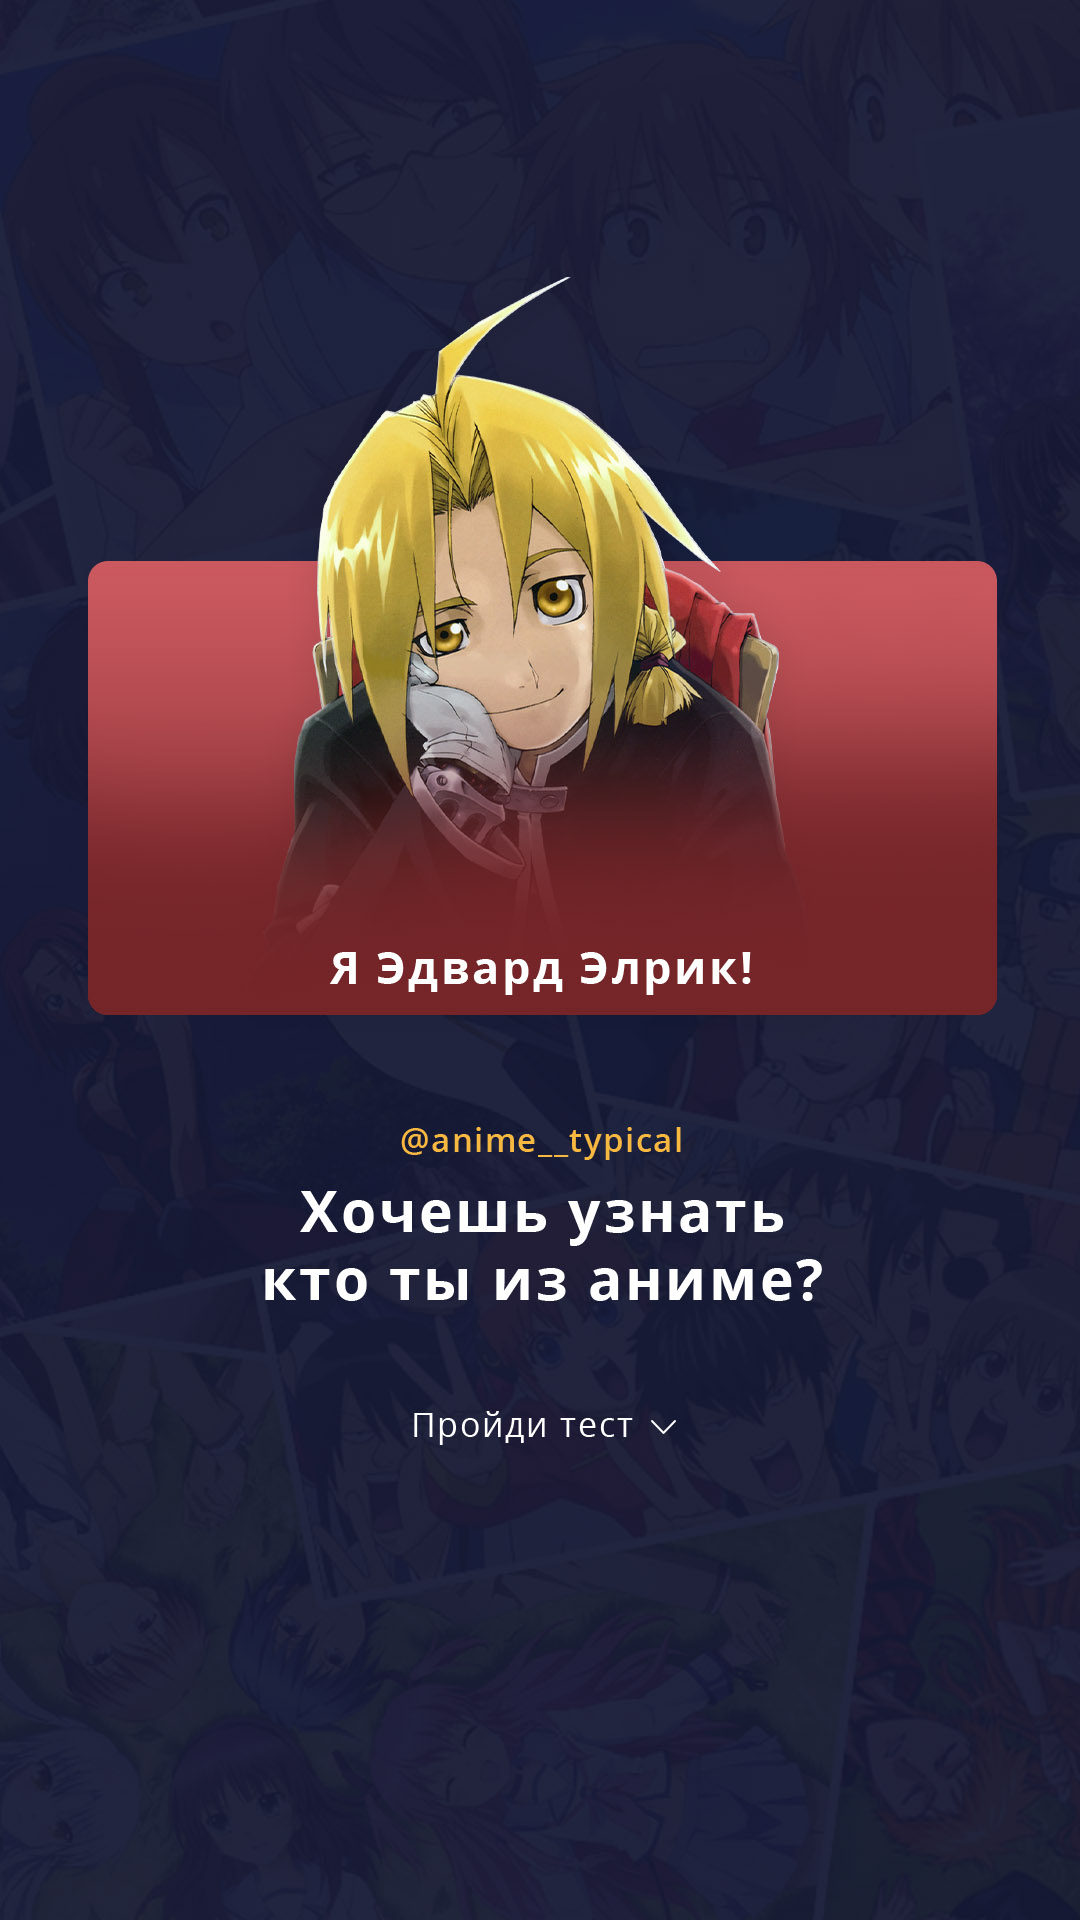 Я Эдвард Элрик!
@anime__typical
Хочешь узнать
кто ты из аниме?
Пройди тест